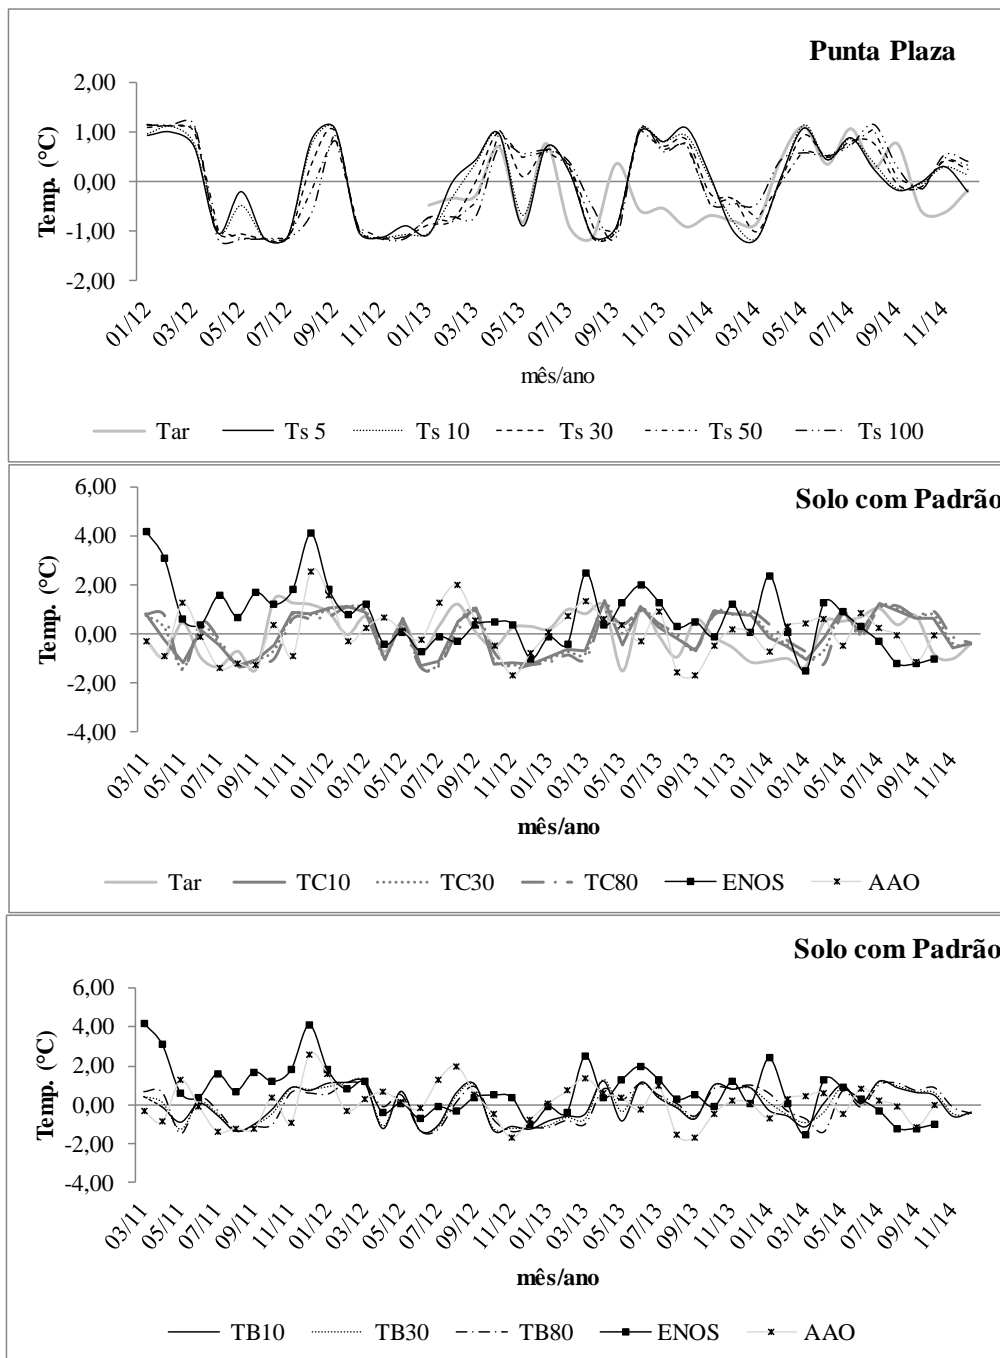 Punta Plaza
2,00
1,00
0,00
-1,00
-2,00
Temp. (°C)
01/12 03/12 05/12 07/12 09/12 11/12 01/13 03/13 05/13 07/13 09/13 11/13 01/14 03/14 05/14 07/14 09/14 11/14
mês/ano
Tar Ts 5 Ts 10 Ts 30 Ts 50 Ts 100
Solo com Padrão
6,00
4,00
2,00
0,00
-2,00
-4,00
Temp. (°C)
03/11 05/11 07/11 09/11 11/11 01/12 03/12 05/12 07/12 09/12 11/12 01/13 03/13 05/13 07/13 09/13 11/13 01/14 03/14 05/14 07/14 09/14 11/14
mês/ano
Tar TC10 TC30 TC80 ENOS AAO
Solo com Padrão
6,00
4,00
2,00
0,00
-2,00
-4,00
Temp. (°C)
03/11 05/11 07/11 09/11 11/11 01/12 03/12 05/12 07/12 09/12 11/12 01/13 03/13 05/13 07/13 09/13 11/13 01/14 03/14 05/14 07/14 09/14 11/14
mês/ano
TB10 TB30 TB80 ENOS AAO